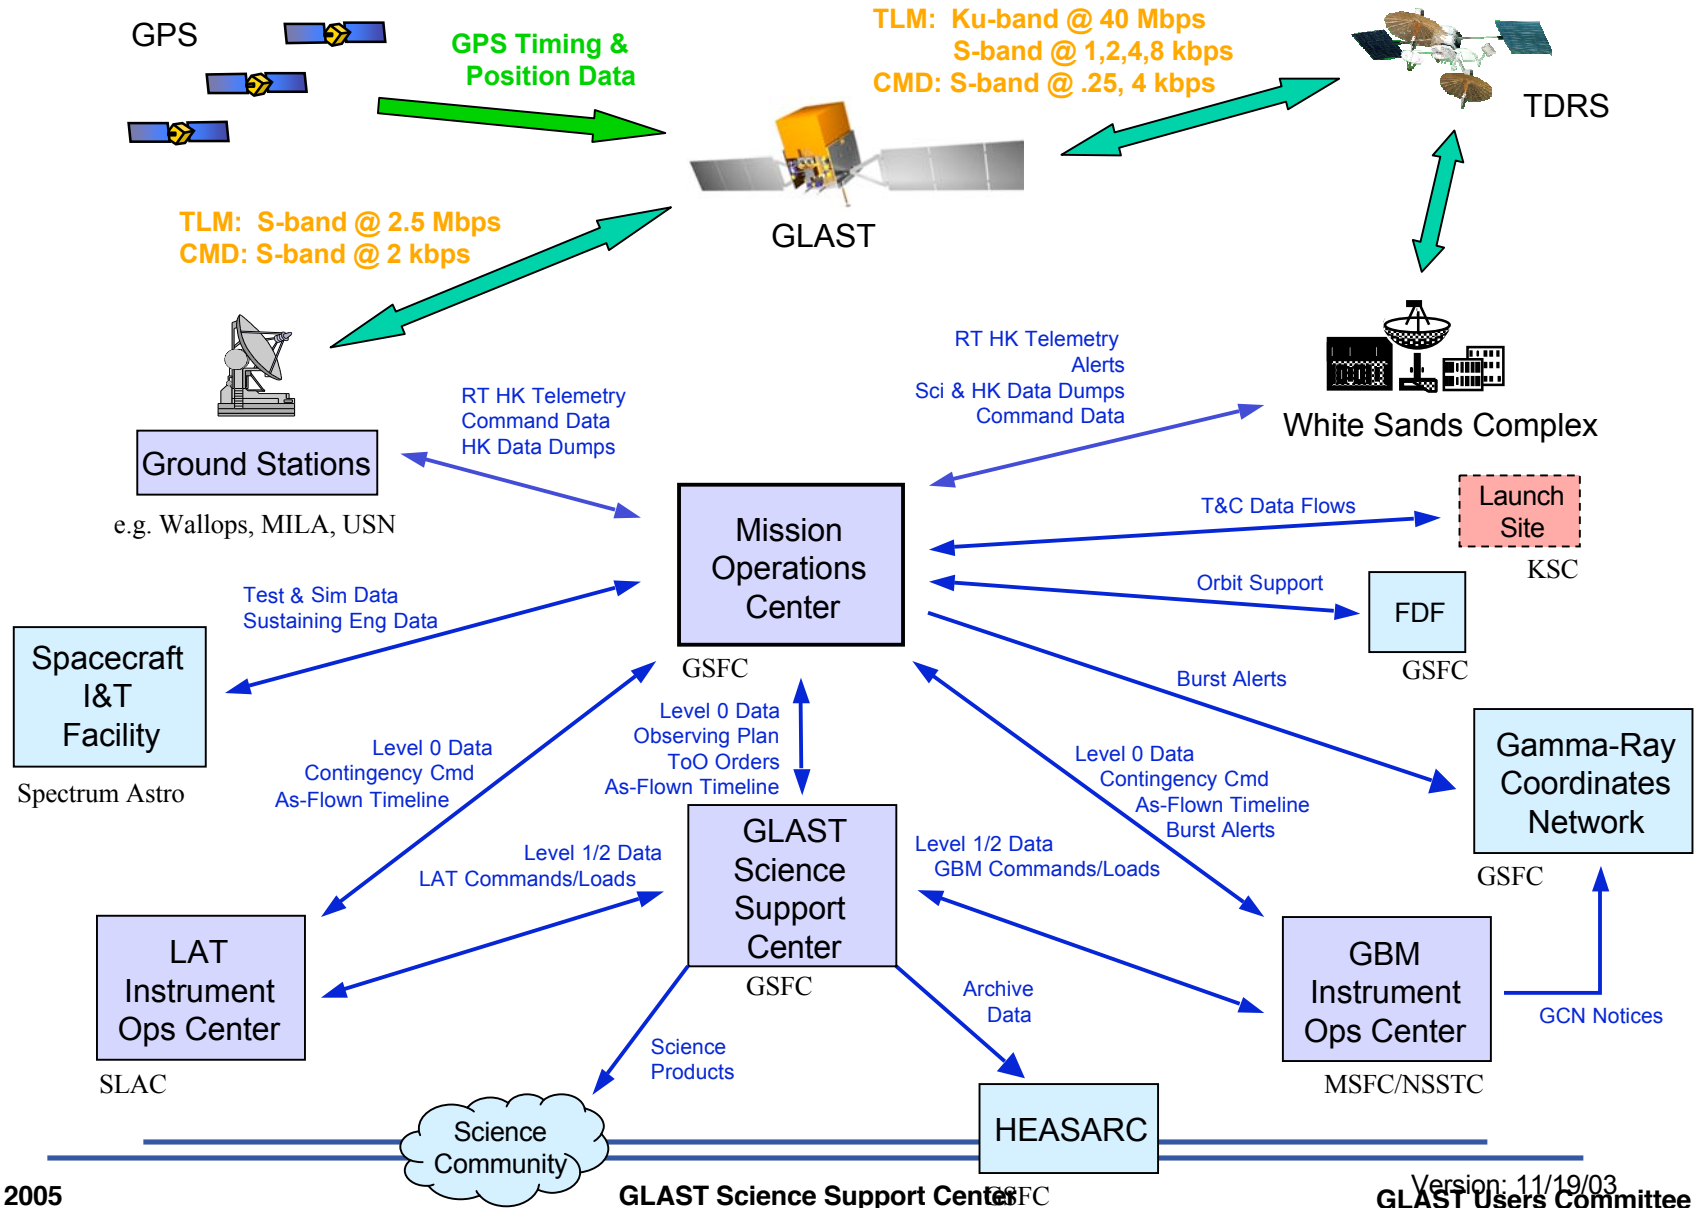 GPS
GPS Timing &
Position Data
TLM: Ku-band @ 40 Mbps
S-band @ 1,2,4,8 kbps
CMD: S-band @ .25, 4 kbps
TDRS
GLAST
TLM: S-band @ 2.5 Mbps
CMD: S-band @ 2 kbps
RT HK Telemetry
Alerts
Sci & HK Data Dumps
Command Data
White Sands Complex
RT HK Telemetry
Command Data
HK Data Dumps
Ground Stations
e.g. Wallops, MILA, USN
Mission
Operations
Center
GSFC
T&C Data Flows
Launch
Site
KSC
Orbit Support
FDF
GSFC
Test & Sim Data
Sustaining Eng Data
Spacecraft
I&T
Facility
Spectrum Astro
Burst Alerts
Gamma-Ray
Coordinates
Network
GSFC
Level 0 Data
Contingency Cmd
As-Flown Timeline
Level 0 Data
Observing Plan
ToO Orders
As-Flown Timeline
Level 0 Data
Contingency Cmd
As-Flown Timeline
Burst Alerts
GLAST
Science
Support
Center
GSFC
Level 1/2 Data
LAT Commands/Loads
Level 1/2 Data
GBM Commands/Loads
LAT
Instrument
Ops Center
SLAC
GBM
Instrument
Ops Center
MSFC/NSSTC
GCN Notices
Science
Products
Archive
Data
Science
Community
HEASARC
GSFC
Version: 11/19/03
2005
GLAST Science Support Center
GLAST Users Committee